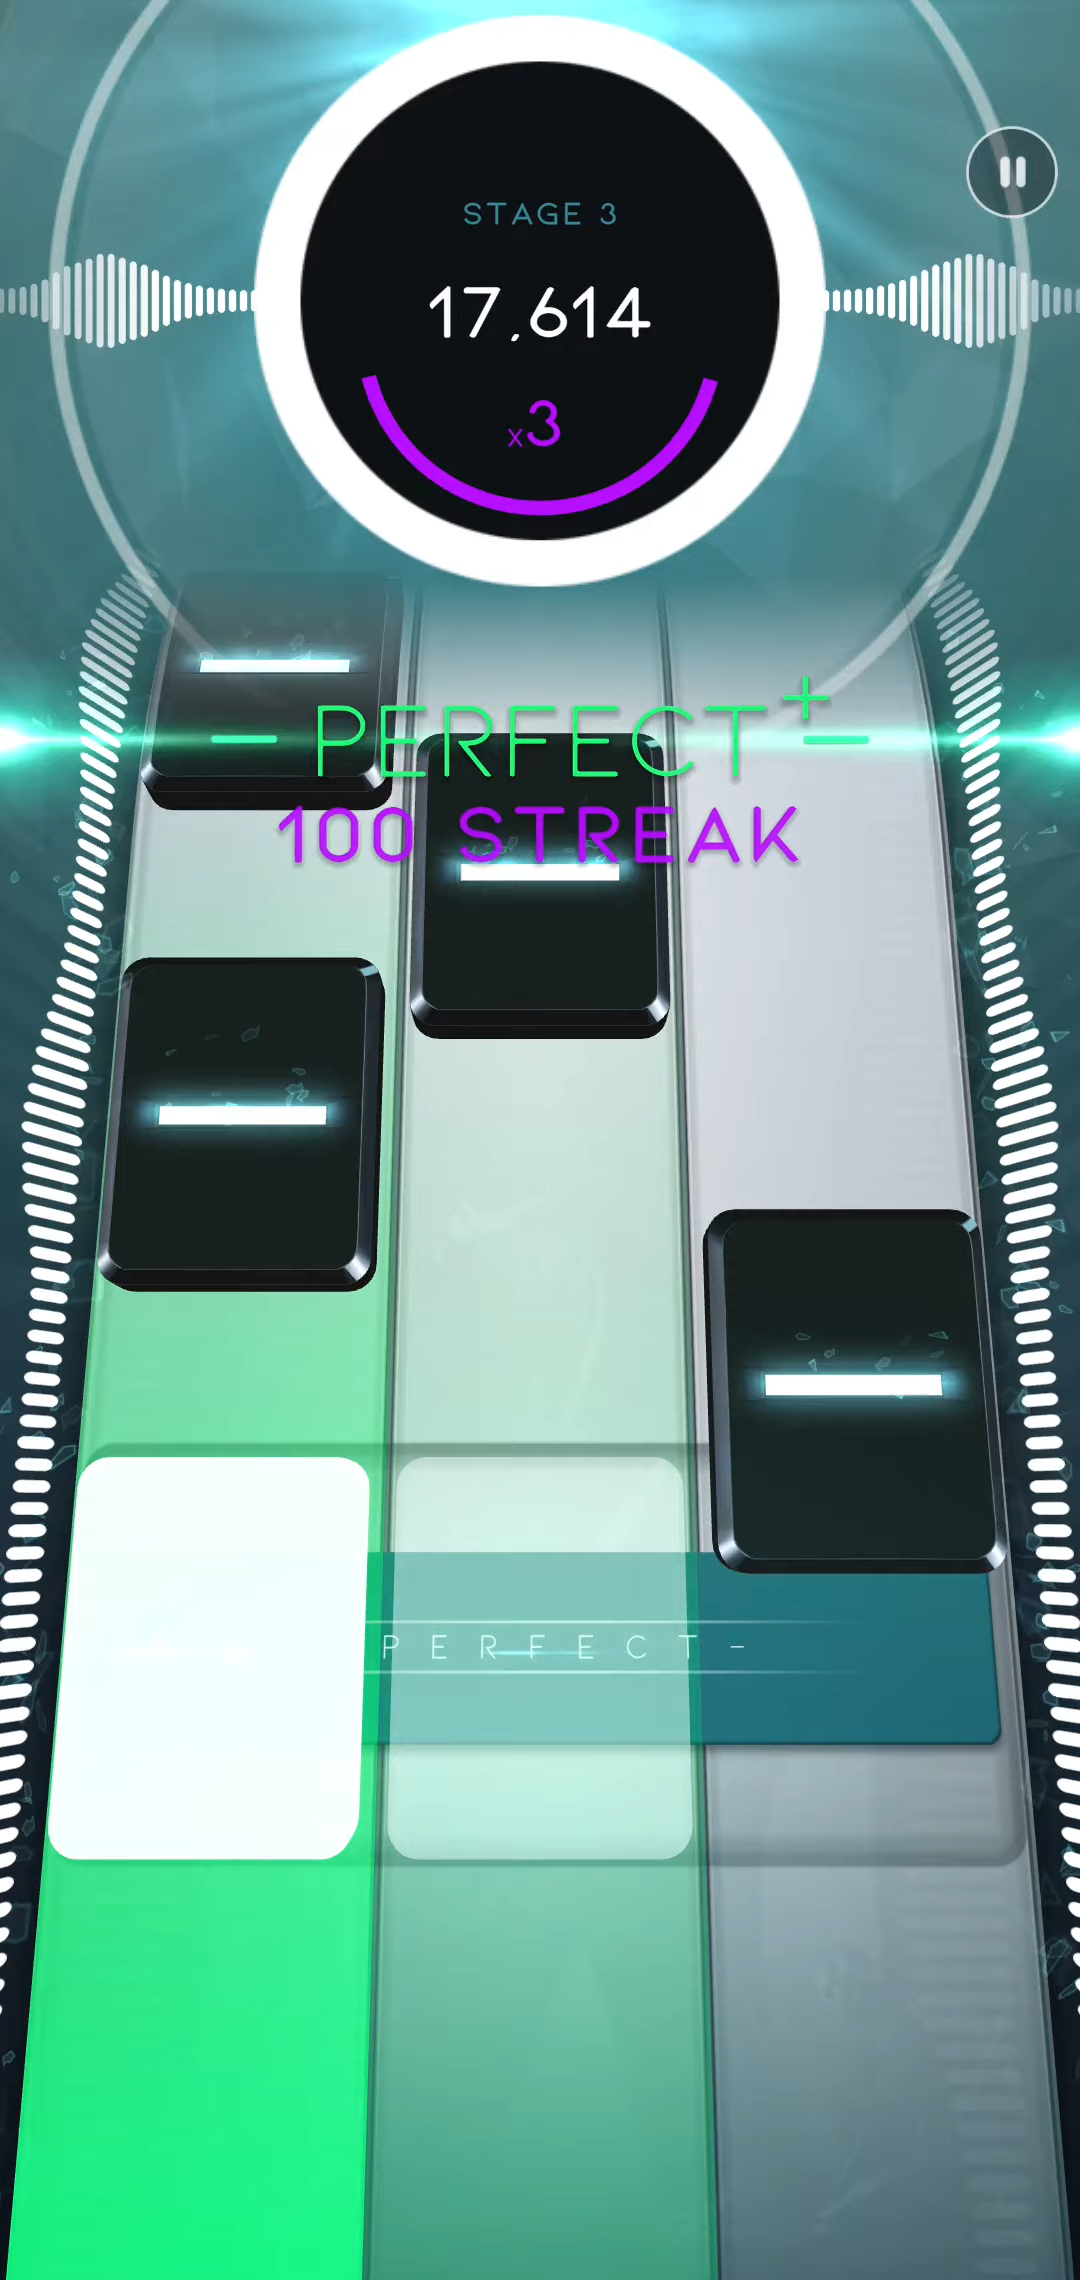 STAGE 3
17,614
x3
- PERFECT+ -
100 STREAK
PERFECT-